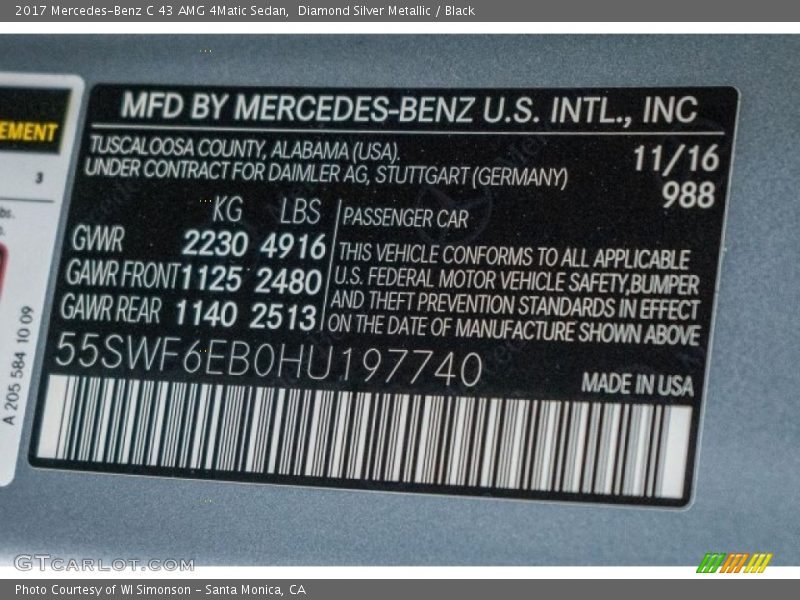 2017 Mercedes-Benz C 43 AMG 4Matic Sedan,  Diamond Silver Metallic / Black
EMENT
3
A 205 584 10 09
MFD BY MERCEDES-BENZ U.S. INTL., INC
TUSCALOOSA COUNTY, ALABAMA (USA).
UNDER CONTRACT FOR DAIMLER AG, STUTTGART (GERMANY)
11/16
988
KG LBS
GWR 2230 4916
GAWR FRONT 1125 2480
GAWR REAR 1140 2513
PASSENGER CAR
THIS VEHICLE CONFORMS TO ALL APPLICABLE
U.S. FEDERAL MOTOR VEHICLE SAFETY,BUMPER
AND THEFT PREVENTION STANDARDS IN EFFECT
ON THE DATE OF MANUFACTURE SHOWN ABOVE
55SWF6EB0HU197740
MADE IN USA
GTCARLOT.COM
Photo Courtesy of WI Simonson - Santa Monica, CA